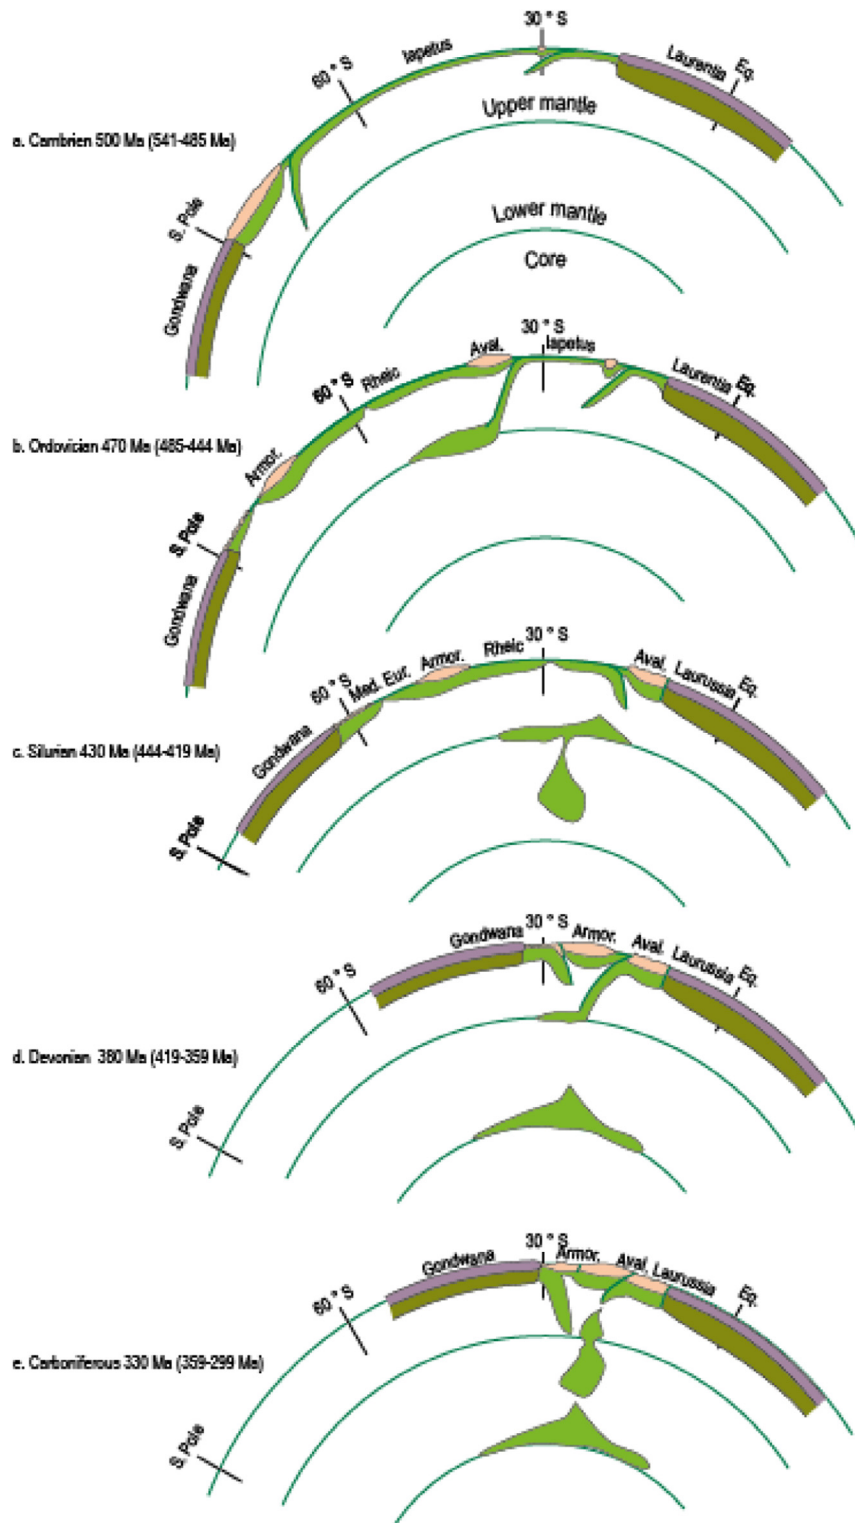 30 ° S
Iapetus
Laurentia
Eq.
60 ° S
Upper mantle
a. Cambrien 500 Ma (541-485 Ma)
S. Pole
Lower mantle
Core
Gondwana
30 ° S
Iapetus
Aval.
Rheic
60 ° S
Laurentia
Eq.
b. Ordovician 470 Ma (485-444 Ma)
Armor.
S. Pole
Gondwana
30 ° S
Rheic
Armor.
Med. Eur.
60 ° S
Aval.
Laurussia
Eq.
Gondwana
c. Silurian 430 Ma (444-419 Ma)
S. Pole
30 ° S
Gondwana
Armor.
Aval.
Laurussia
Eq.
60 ° S
d. Devonian 380 Ma (419-359 Ma)
S. Pole
30 ° S
Gondwana
Armor.
Aval.
Laurussia
Eq.
60 ° S
e. Carboniferous 330 Ma (359-299 Ma)
S. Pole